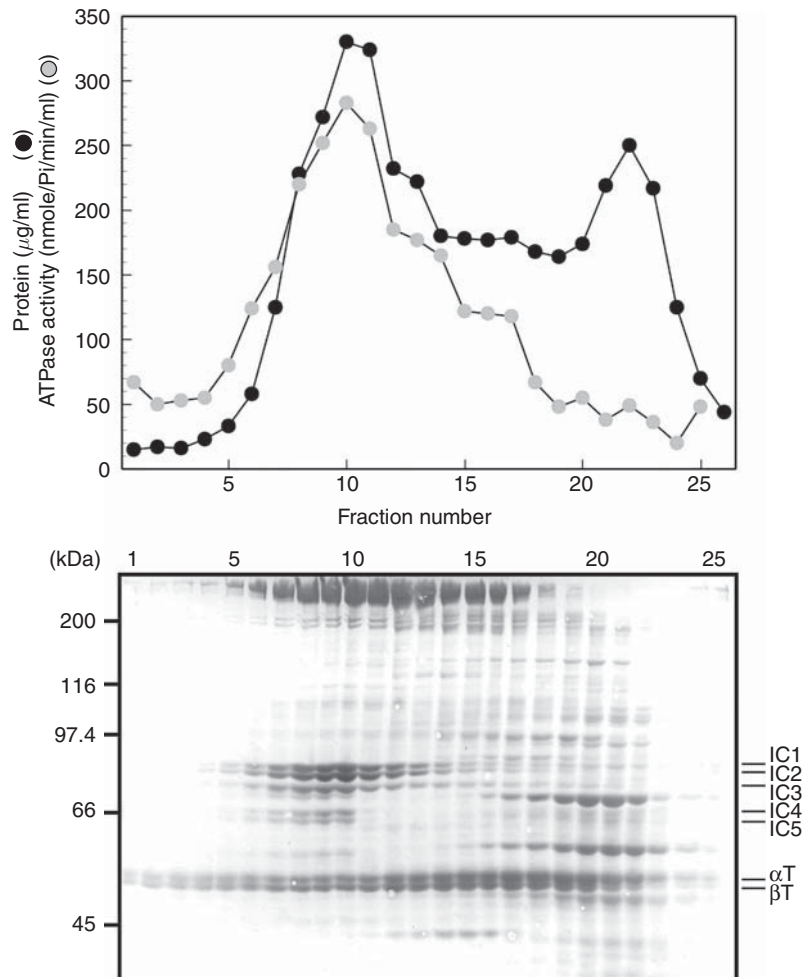 350
300
250
200
150
100
50
0
Protein (μg/ml) (●)
ATPase activity (nmole/Pi/min/ml) (●)
5 10 15 20 25
Fraction number
(kDa) 1 5 10 15 20 25
200
116
97.4
66
45
IC1
IC2
IC3
IC4
IC5
αT
βT